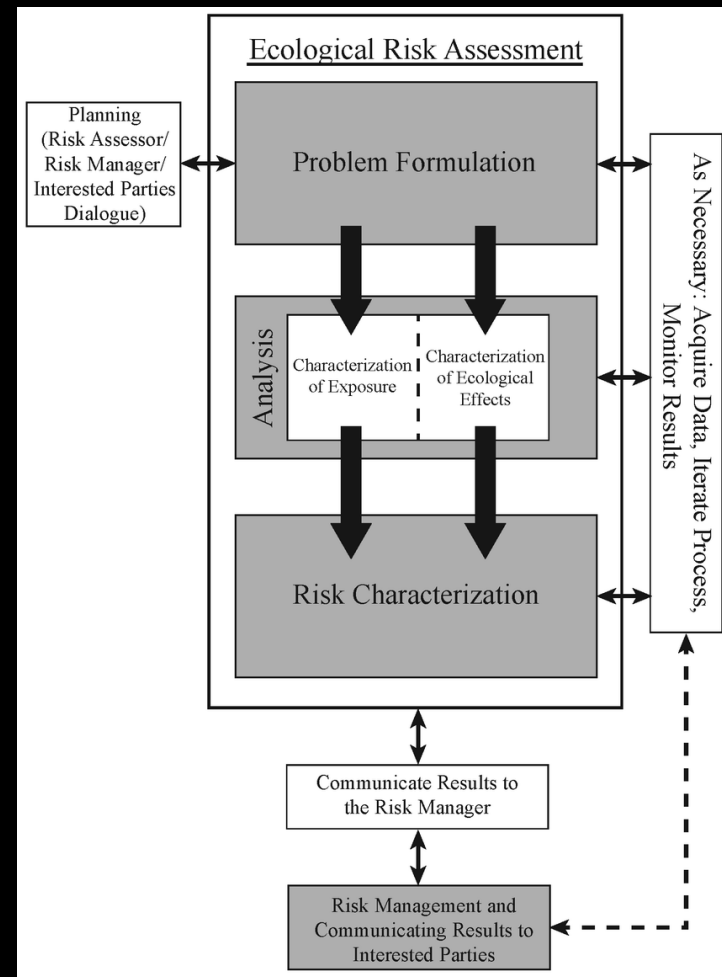 Ecological Risk Assessment
Planning
(Risk Assessor/
Risk Manager/
Interested Parties
Dialogue)
Problem Formulation
As Necessary: Acquire Data, Iterate Process,
Monitor Results
Analysis
Characterization
of Exposure
Characterization
of Ecological
Effects
Risk Characterization
Communicate Results to
the Risk Manager
Risk Management and
Communicating Results to
Interested Parties